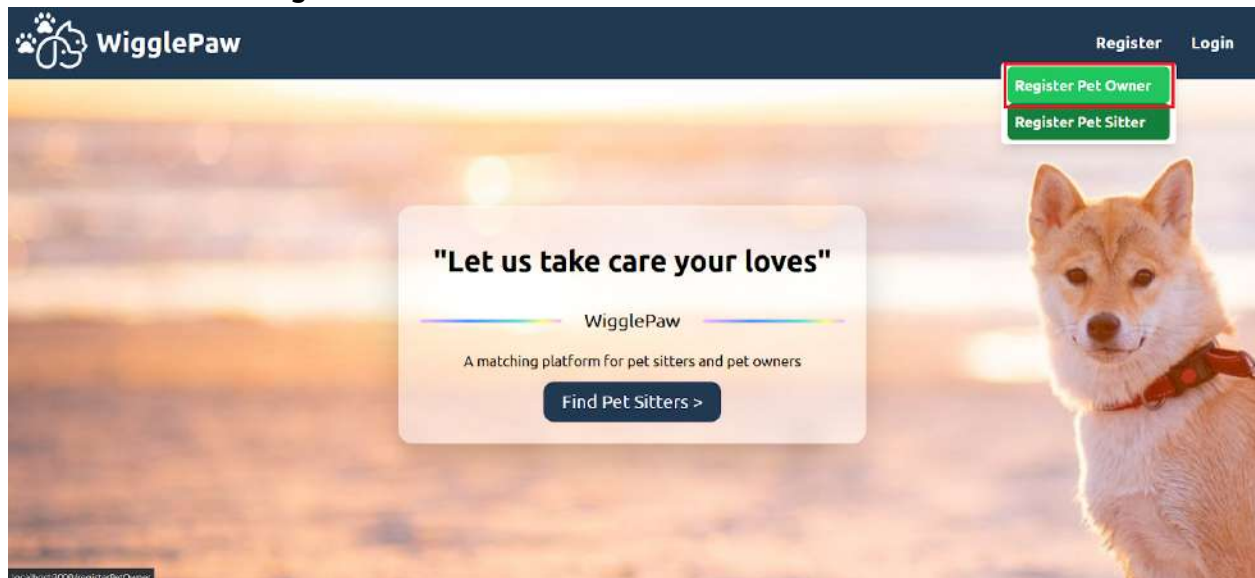 WigglePaw
Register Login
Register Pet Owner
Register Pet Sitter
"Let us take care your loves"
WigglePaw
A matching platform for pet sitters and pet owners
Find Pet Sitters >